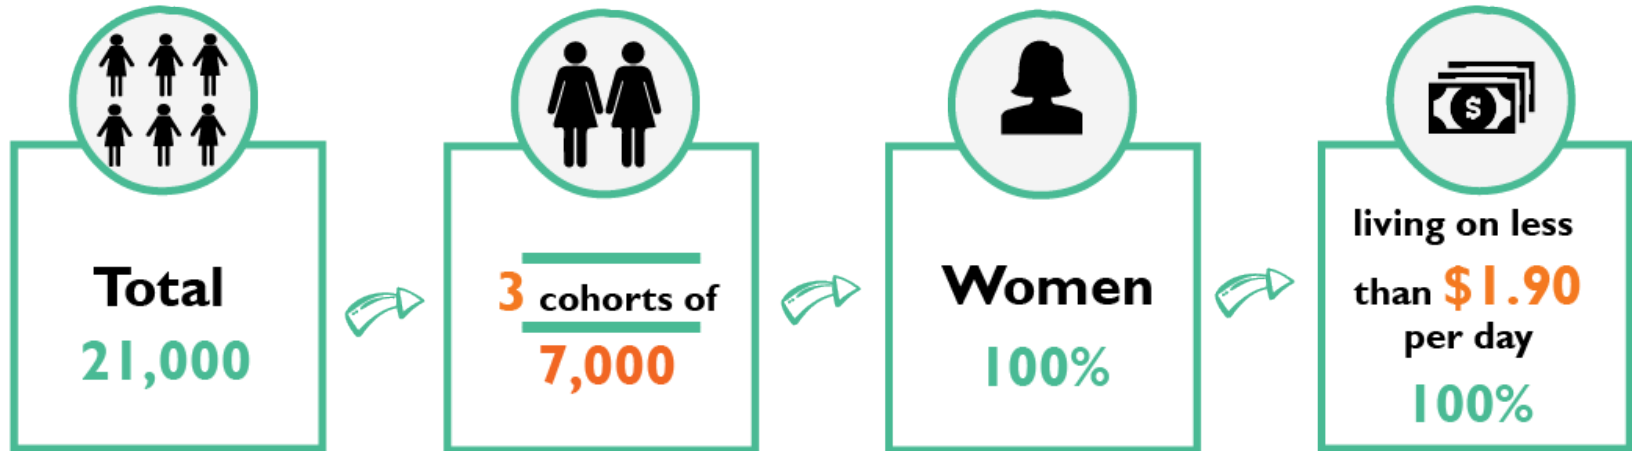 Total
21,000
3 cohorts of
7,000
Women
100%
$
living on less
than $1.90
per day
100%